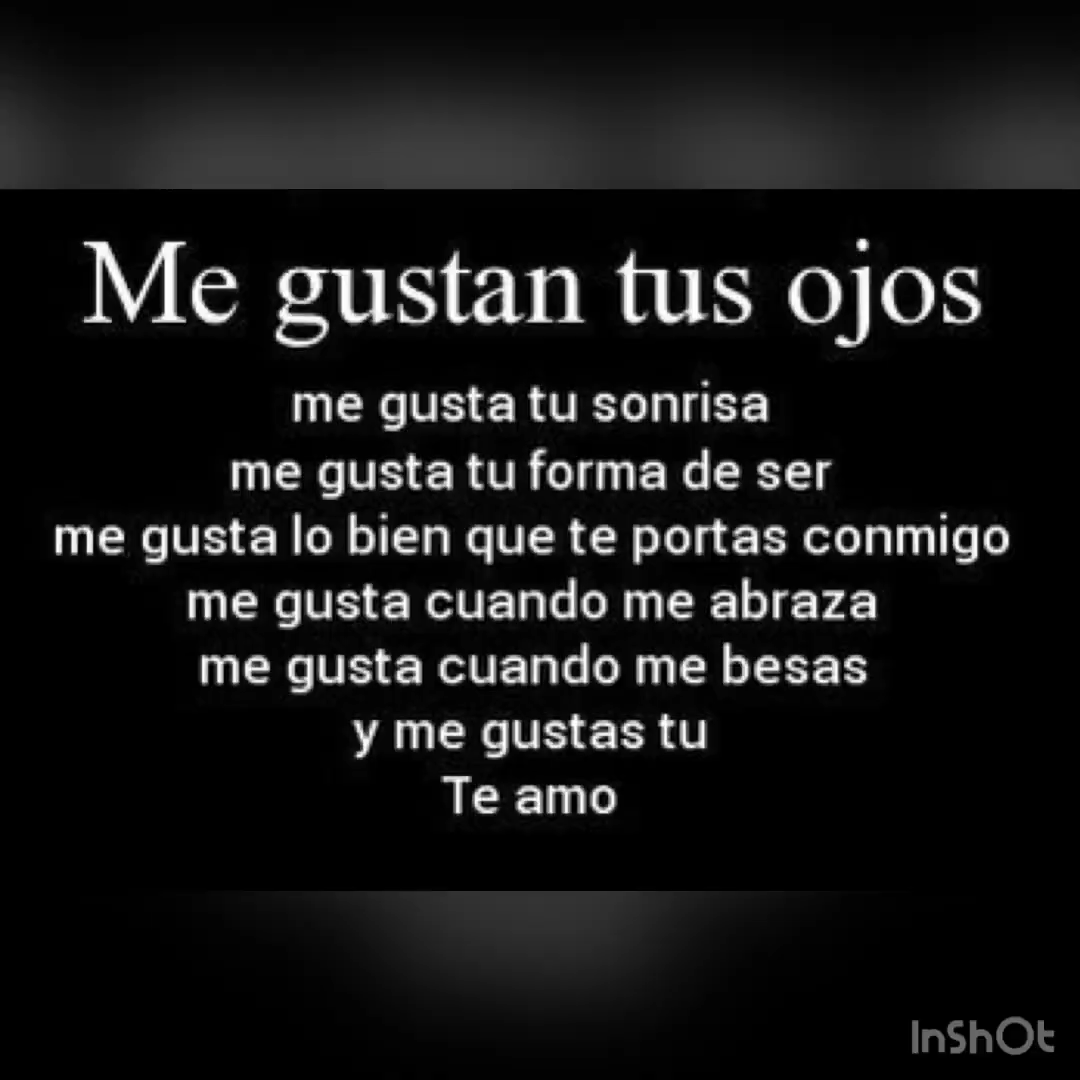 Me gustan tus ojos
me gusta tu sonrisa
me gusta tu forma de ser
me gusta lo bien que te portas conmigo
me gusta cuando me abraza
me gusta cuando me besas
y me gustas tu
Te amo
InShOt